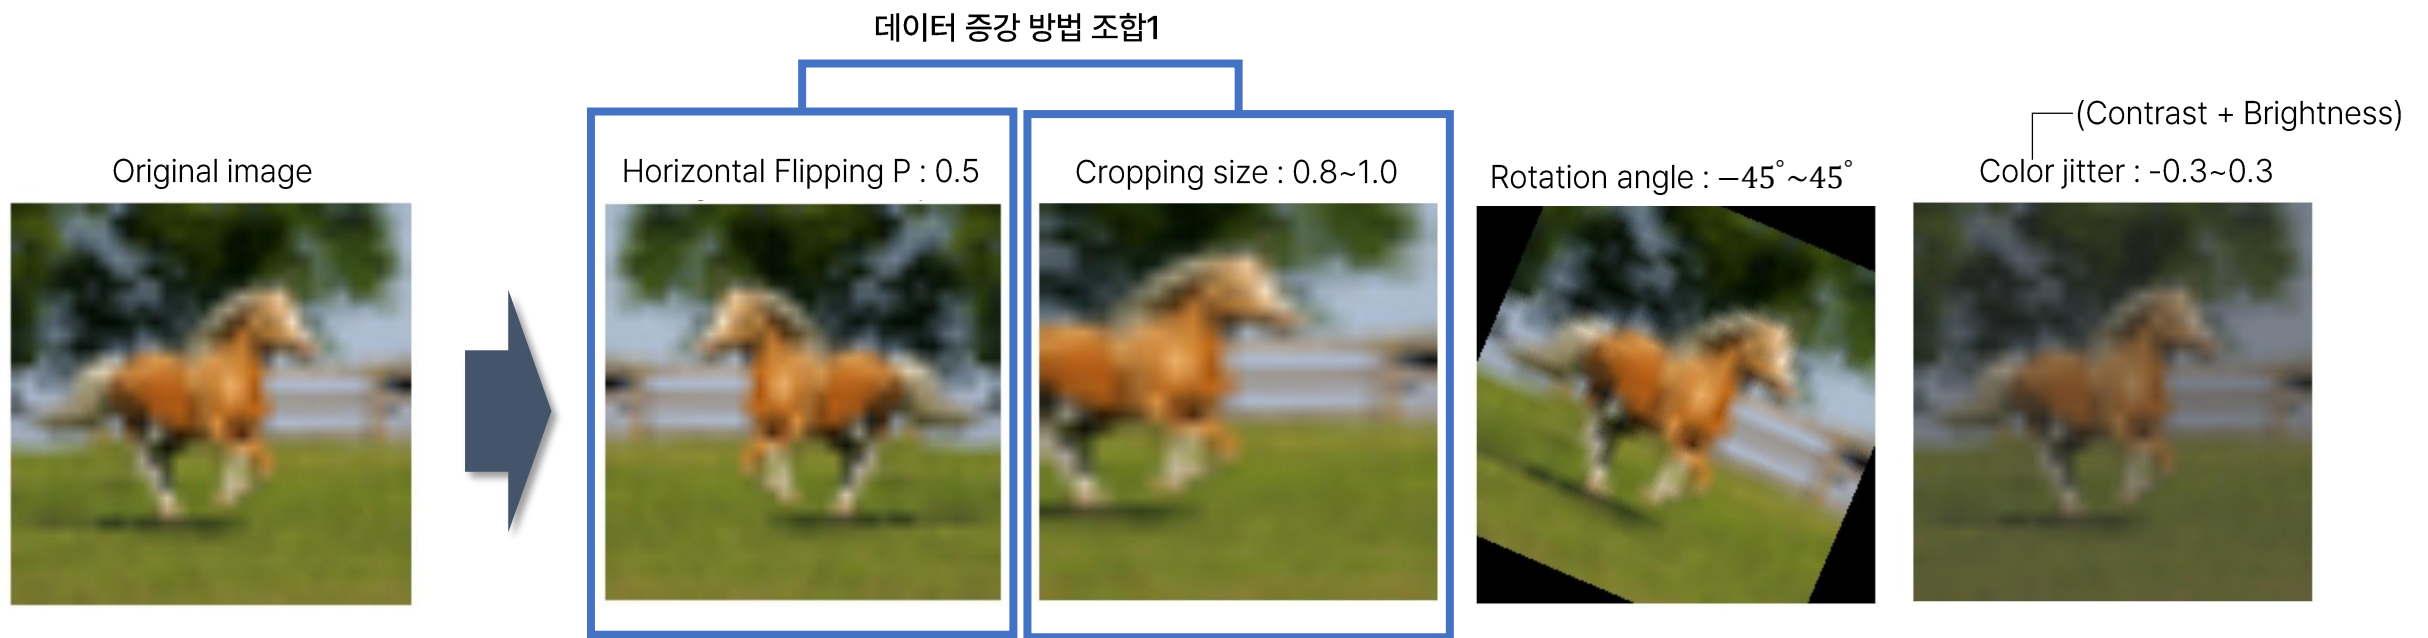 데이터 증강 방법 조합1
(Contrast + Brightness)
Original image
Horizontal Flipping P : 0.5
Cropping size : 0.8~1.0
Rotation angle : −45°~45°
Color jitter : -0.3~0.3